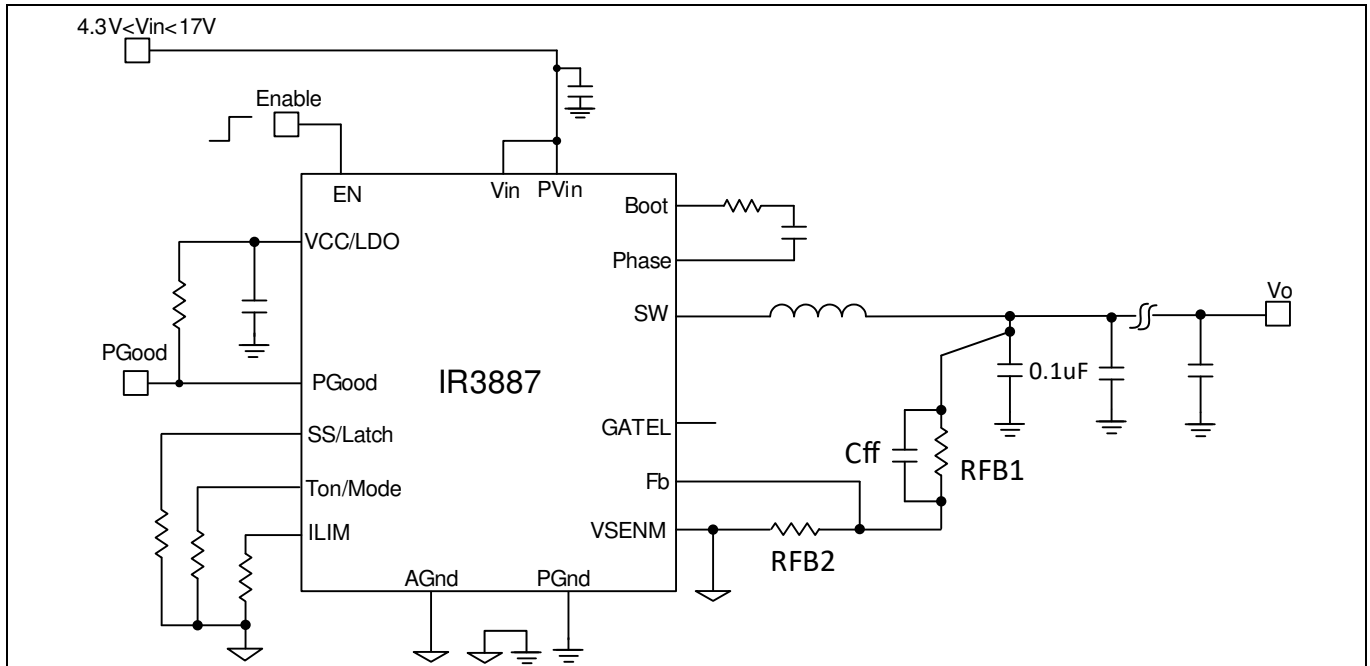 4.3V<Vin<17V
Enable
EN
Vin
PVin
Boot
VCC/LDO
Phase
SW
Vo
PGood
PGood
IR3887
0.1uF
SS/Latch
GATEL
Cff
RFB1
Ton/Mode
Fb
ILIM
VSENM
RFB2
AGnd
PGnd